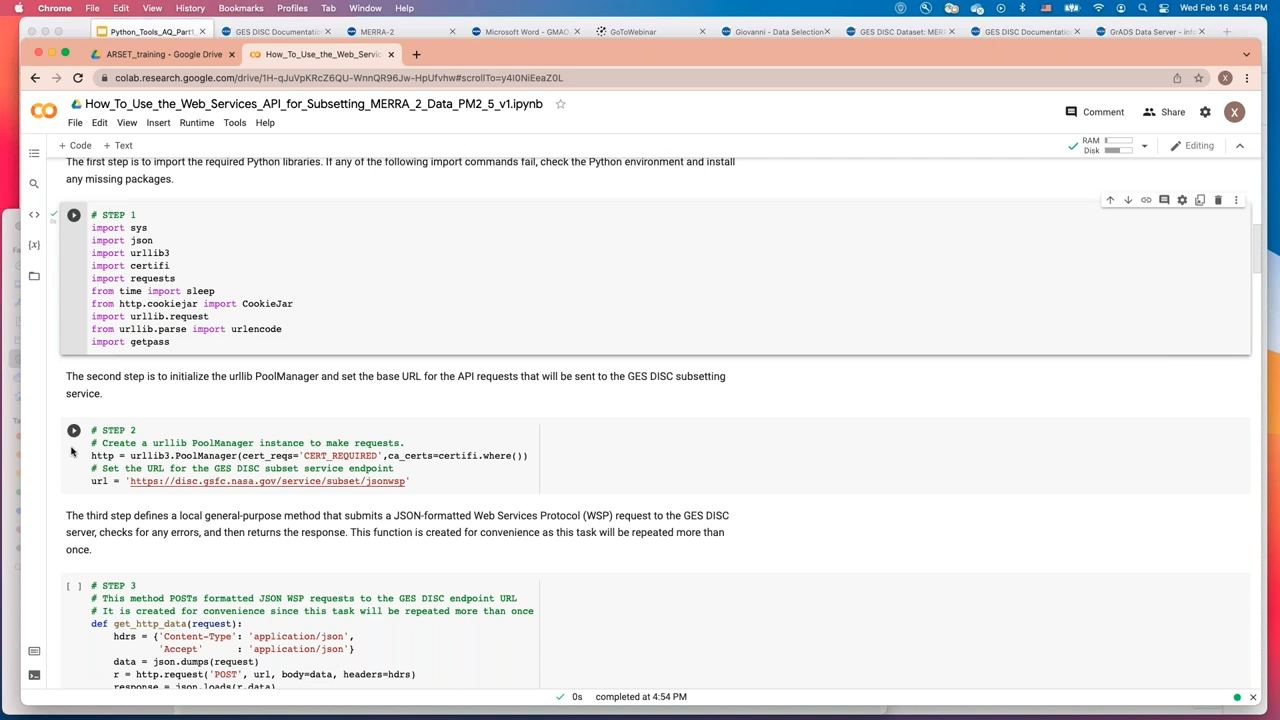 Chrome File Edit View History Bookmarks Profiles Tab Window Help Wed Feb 16 4:54 PM
Python_Tools_AQ_Part1 GES DISC Documentation MERRA-2 Microsoft Word - GMAO GoToWebinar Giovanni - Data Selection GES DISC Dataset: MERR GES DISC Documentation GrADS Data Server - info
ARSET_training - Google Drive How_To_Use_the_Web_Servic
colab.research.google.com/drive/1H-qJuVpKRcZ6QU-WnnQR96Jw-HpUfvhw#scrollTo=y4I0NiEeaZ0L X
How_To_Use_the_Web_Services_API_for_Subsetting_MERRA_2_Data_PM2_5_v1.ipynb
Comment Share X
File Edit View Insert Runtime Tools Help
+ Code + Text RAM Disk Editing
The first step is to import the required Python libraries. If any of the following import commands fail, check the Python environment and install
any missing packages.
# STEP 1
import sys
import json
import urllib3
import certifi
import requests
from time import sleep
from http.cookiejar import CookieJar
import urllib.request
from urllib.parse import urlencode
import getpass
The second step is to initialize the urllib PoolManager and set the base URL for the API requests that will be sent to the GES DISC subsetting
service.
# STEP 2
# Create a urllib PoolManager instance to make requests.
http = urllib3.PoolManager(cert_reqs='CERT_REQUIRED',ca_certs=certifi.where())
# Set the URL for the GES DISC subset service endpoint
url = 'https://disc.gsfc.nasa.gov/service/subset/jsonwsp'
The third step defines a local general-purpose method that submits a JSON-formatted Web Services Protocol (WSP) request to the GES DISC
server, checks for any errors, and then returns the response. This function is created for convenience as this task will be repeated more than
once.
[ ] # STEP 3
# This method POSTs formatted JSON WSP requests to the GES DISC endpoint URL
# It is created for convenience since this task will be repeated more than once
def get_http_data(request):
hdrs = {'Content-Type': 'application/json',
'Accept' : 'application/json'}
data = json.dumps(request)
r = http.request('POST', url, body=data, headers=hdrs)
response = json.loads(r.data)
0s completed at 4:54 PM